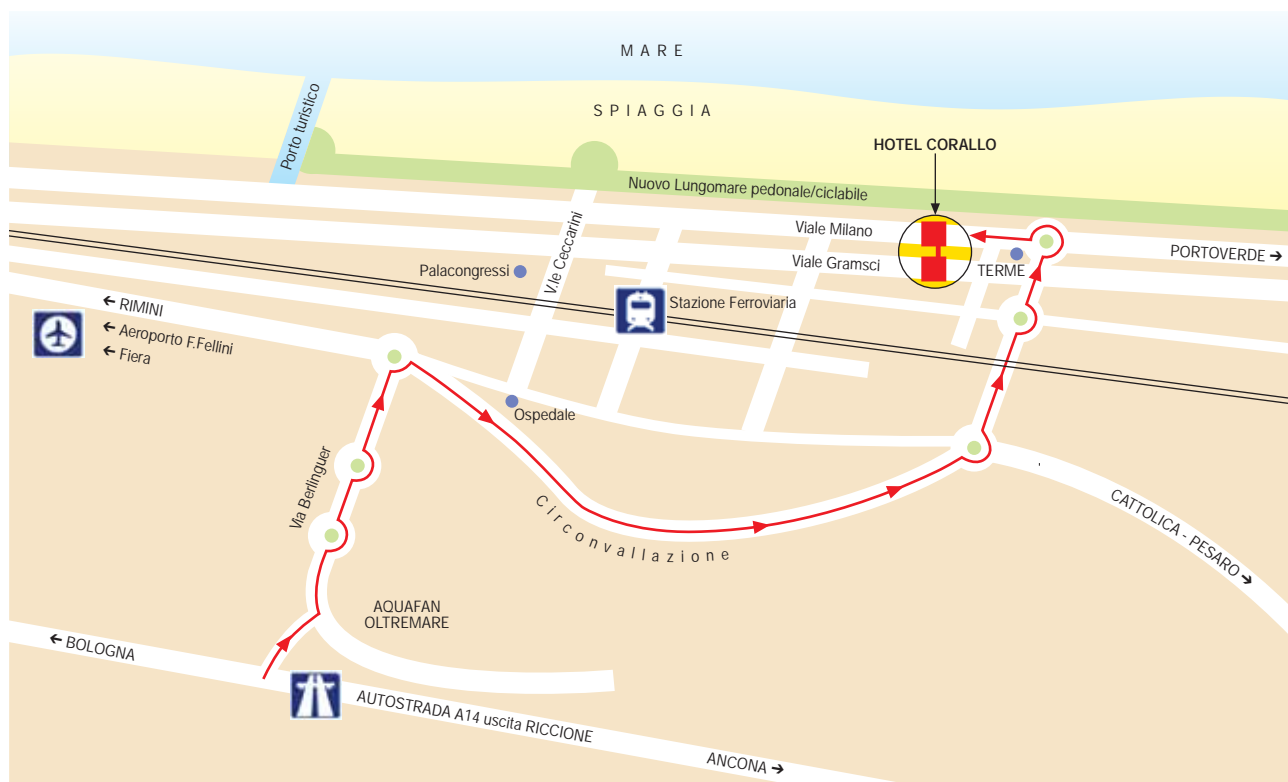 MARE
SPIAGGIA
Porto turistico
HOTEL CORALLO
Nuovo Lungomare pedonale/ciclabile
Viale Milano
PORTOVERDE →
Viale Gramsci
TERME
Palacongressi
V.le Ceccarini
Stazione Ferroviaria
← RIMINI
← Aeroporto F.Fellini
← Fiera
Ospedale
Via Berlinguer
Circonvallazione
CATTOLICA - PESARO →
AQUAFAN
OLTREMARE
← BOLOGNA
AUTOSTRADA A14 uscita RICCIONE
ANCONA →